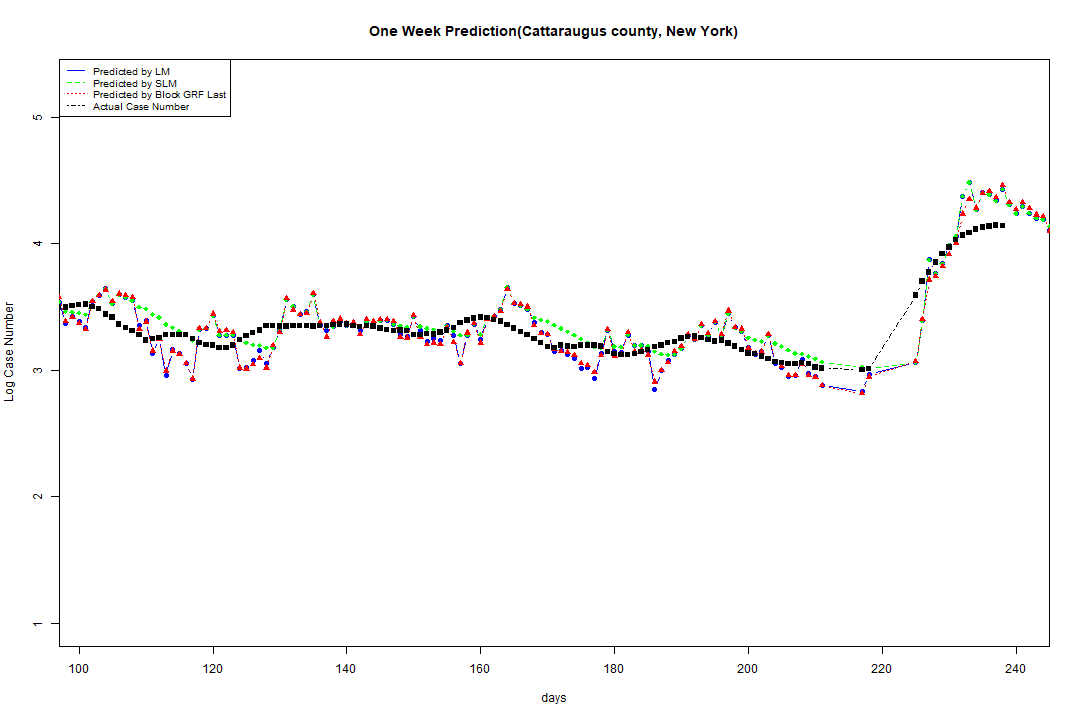 One Week Prediction(Cattaraugus county, New York)
Predicted by LM
Predicted by SLM
Predicted by Block GRF Last
Actual Case Number
5
4
3
2
1
Log Case Number
100 120 140 160 180 200 220 240
days